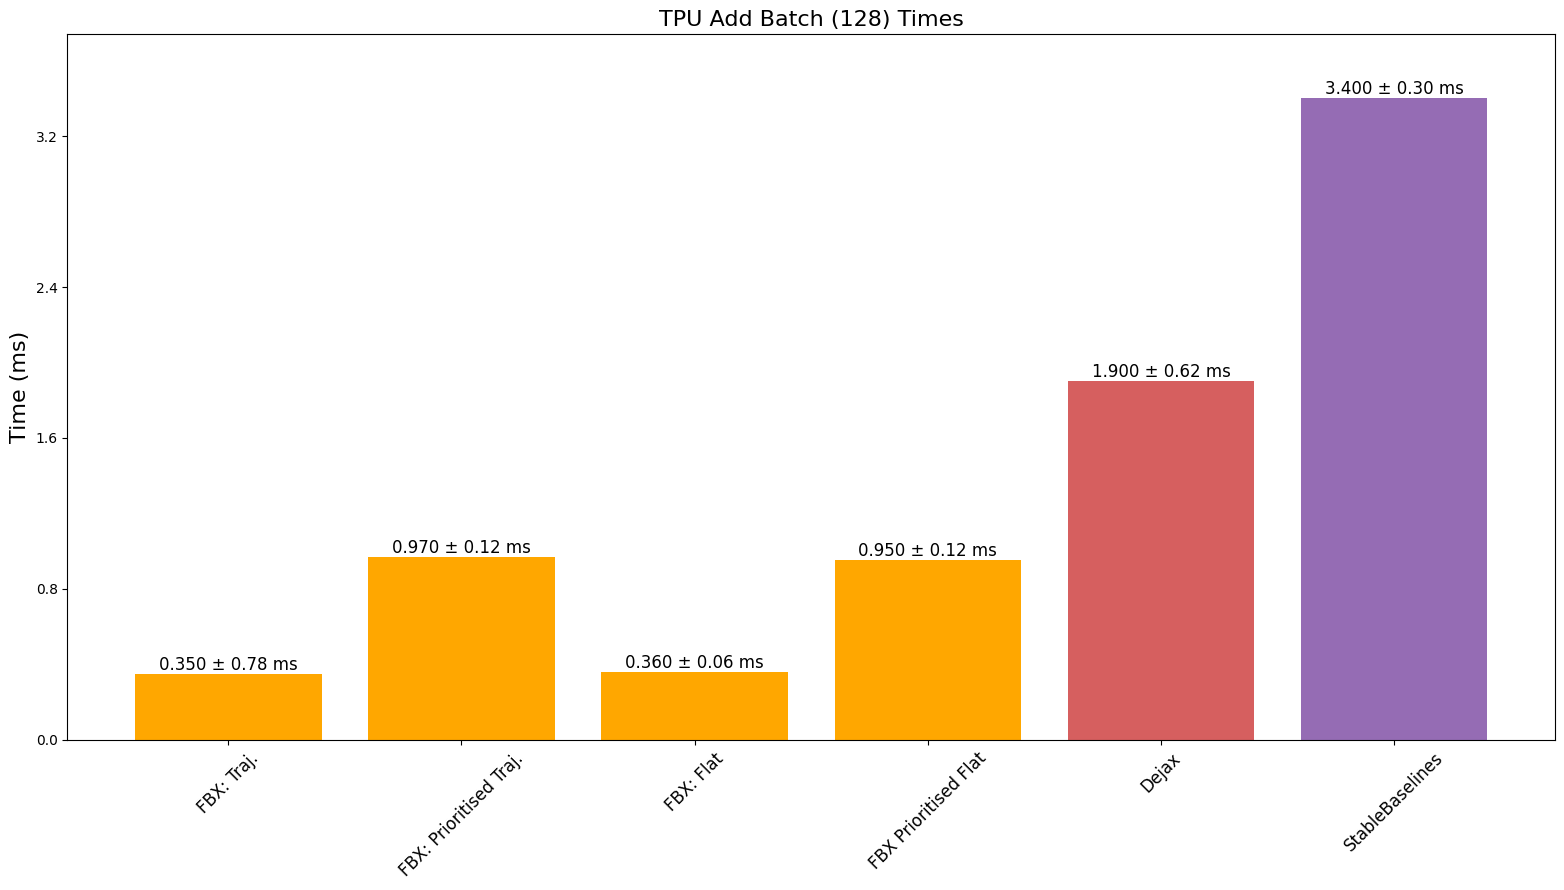 TPU Add Batch (128) Times
Time (ms)
3.2
2.4
1.6
0.8
0.0
0.350 ± 0.78 ms
0.970 ± 0.12 ms
0.360 ± 0.06 ms
0.950 ± 0.12 ms
1.900 ± 0.62 ms
3.400 ± 0.30 ms
FBX: Traj.
FBX: Prioritised Traj.
FBX: Flat
FBX Prioritised Flat
Dejax
StableBaselines